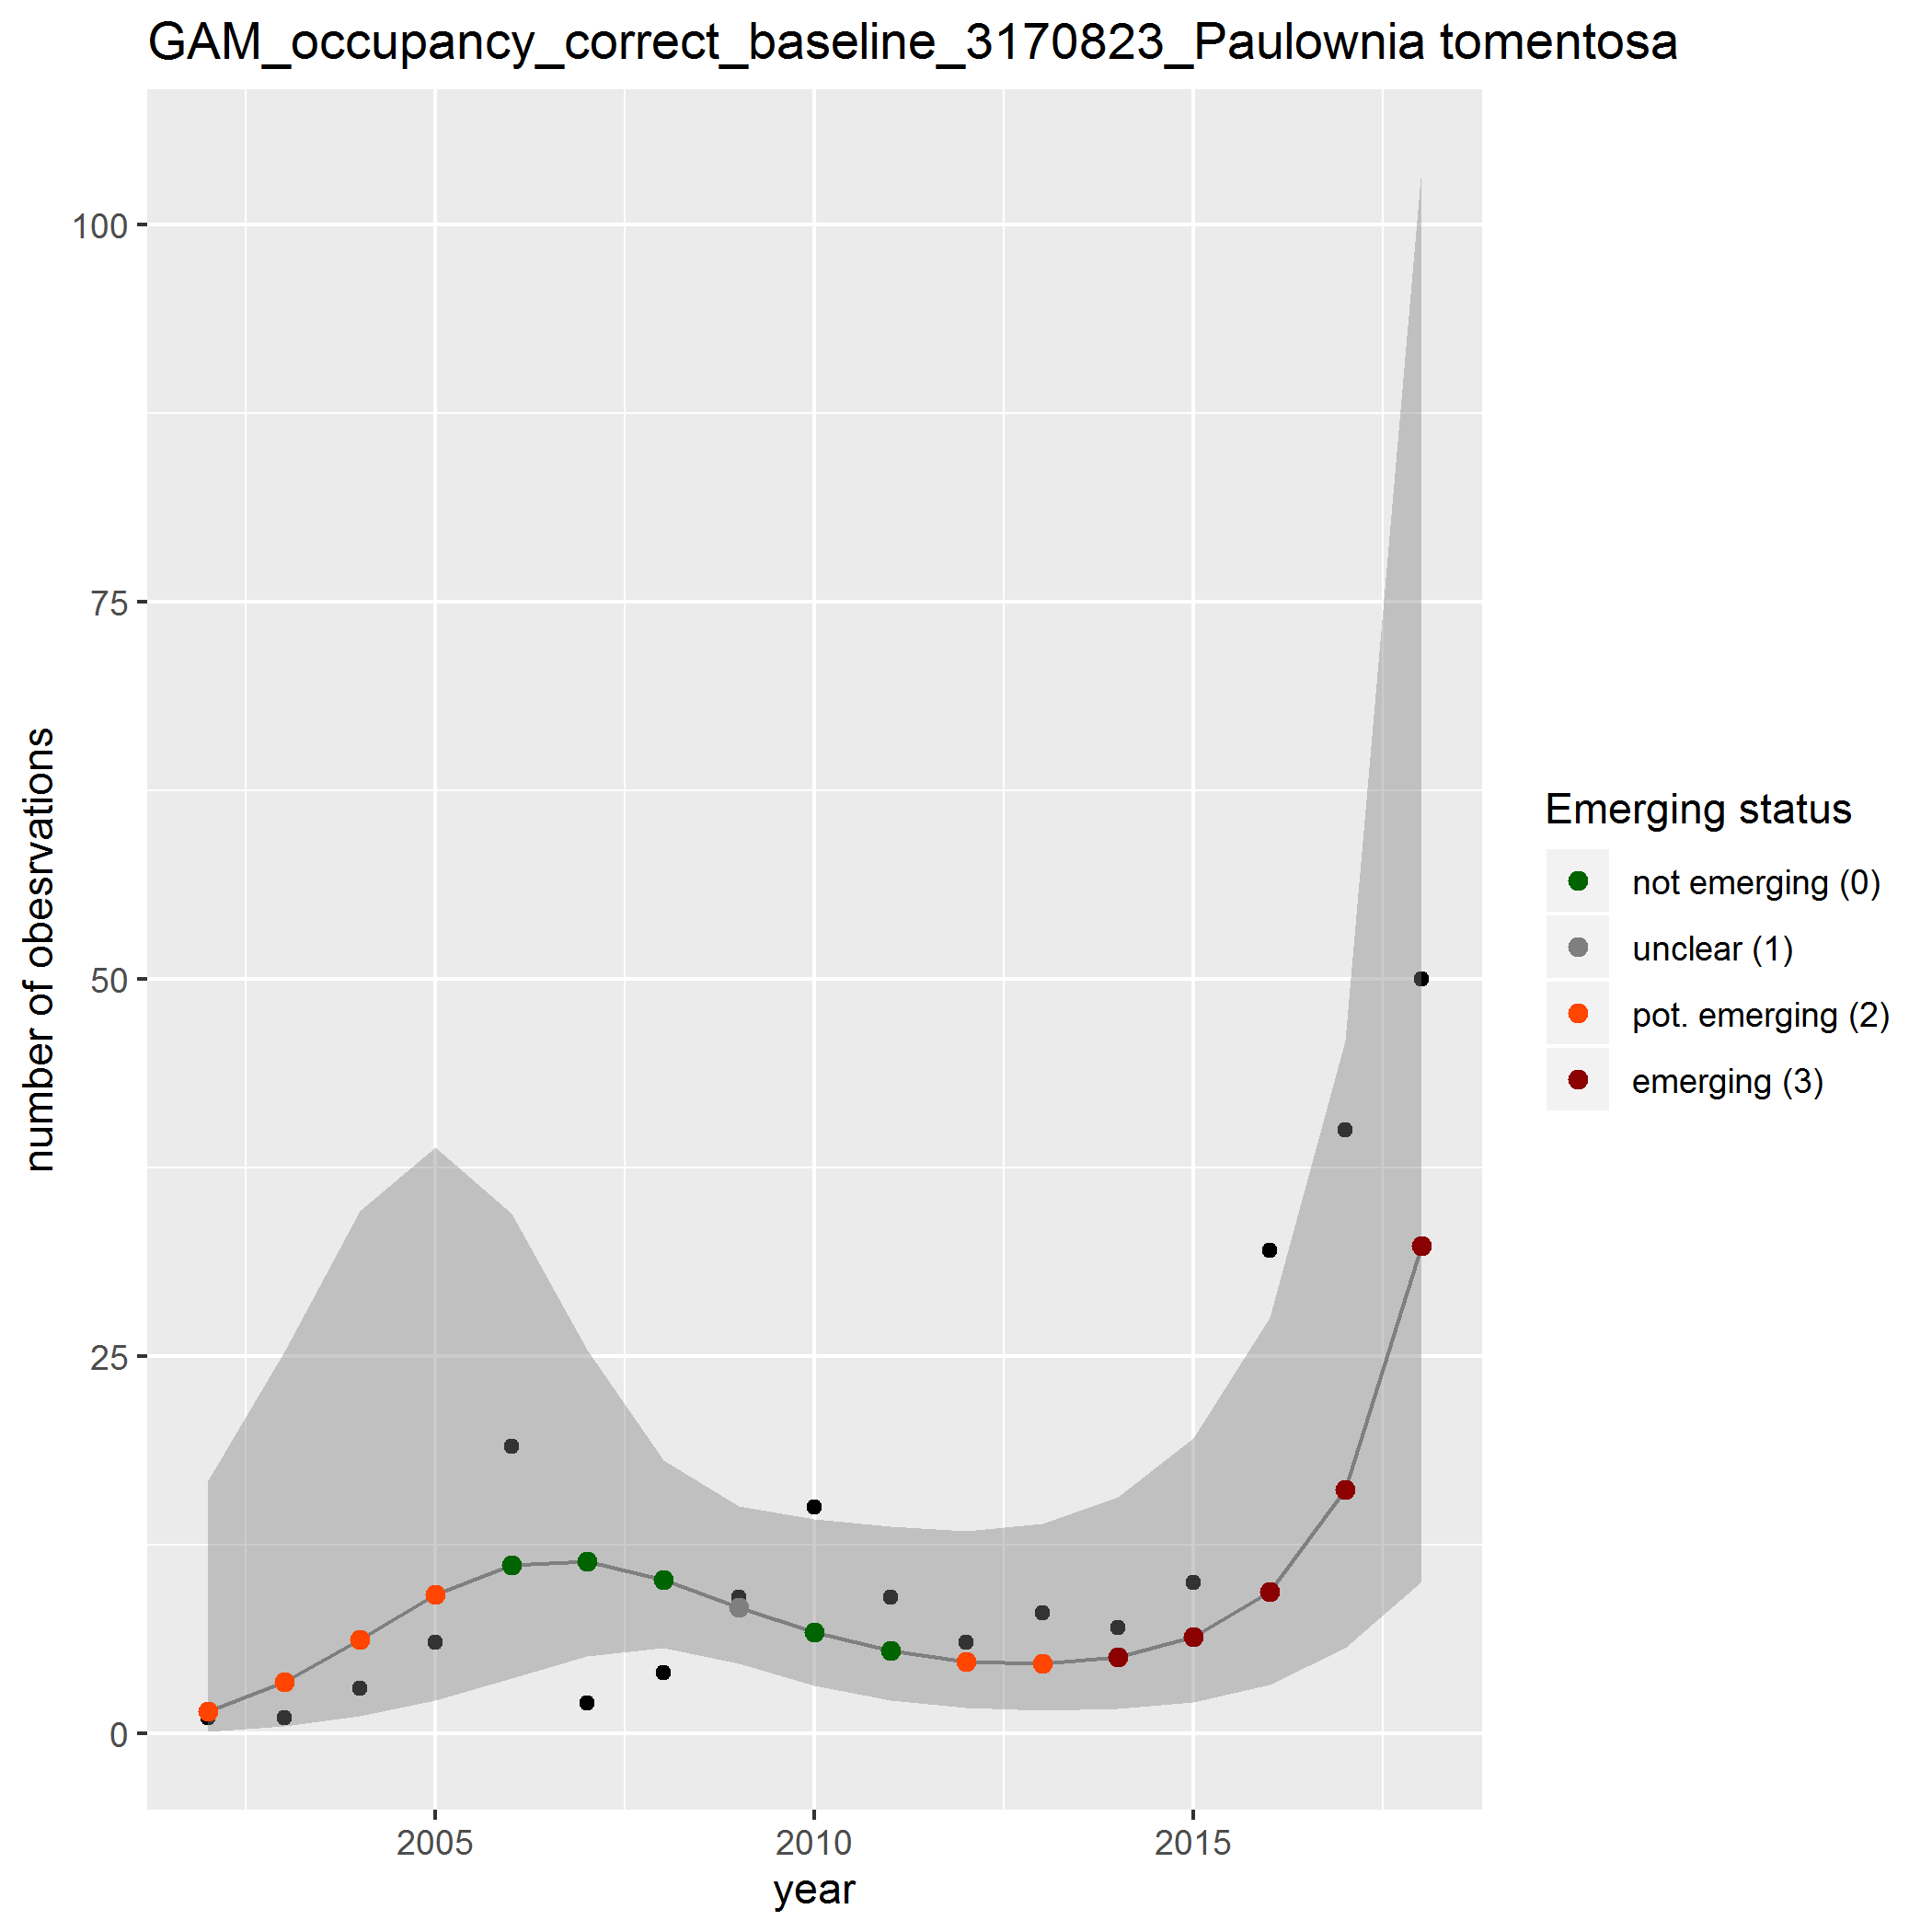 GAM_occupancy_correct_baseline_3170823_Paulownia tomentosa
100
75
50
25
0
number of obesrvations
2005
2010
2015
year
Emerging status
not emerging (0)
unclear (1)
pot. emerging (2)
emerging (3)